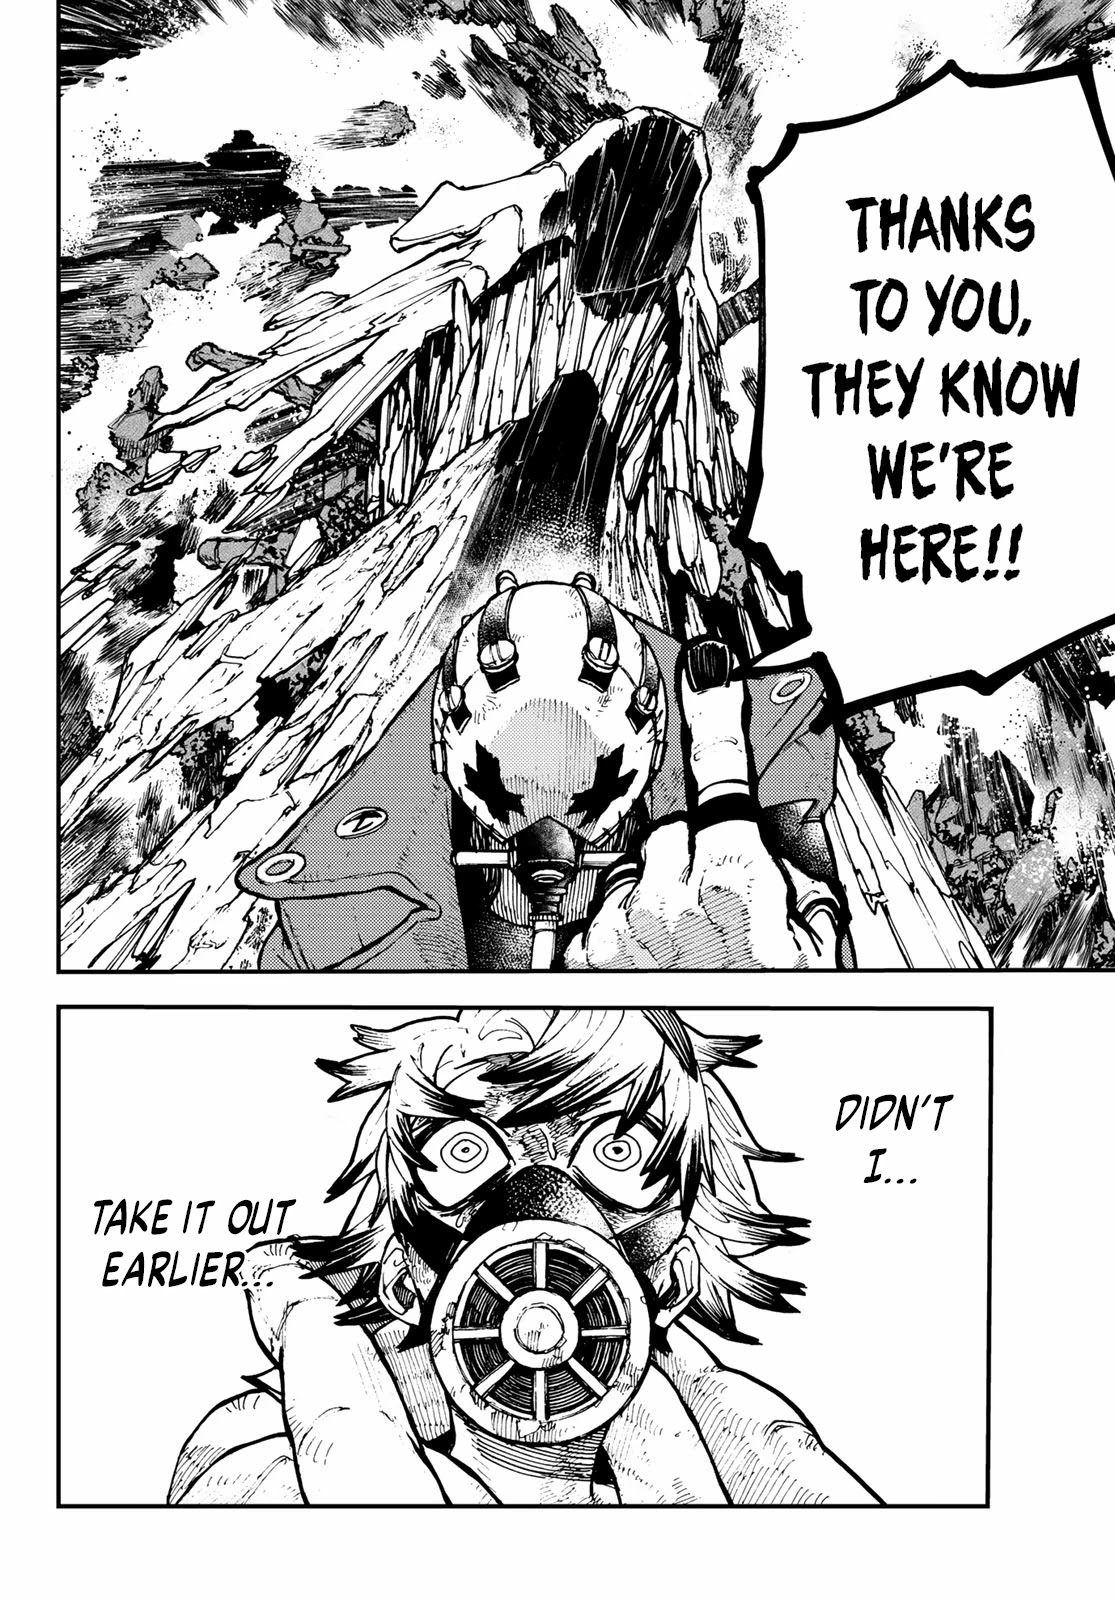 THANKS
TO YOU,
THEY KNOW
WE'RE
HERE!!
DIDN'T
I...
TAKE IT OUT
EARLIER...